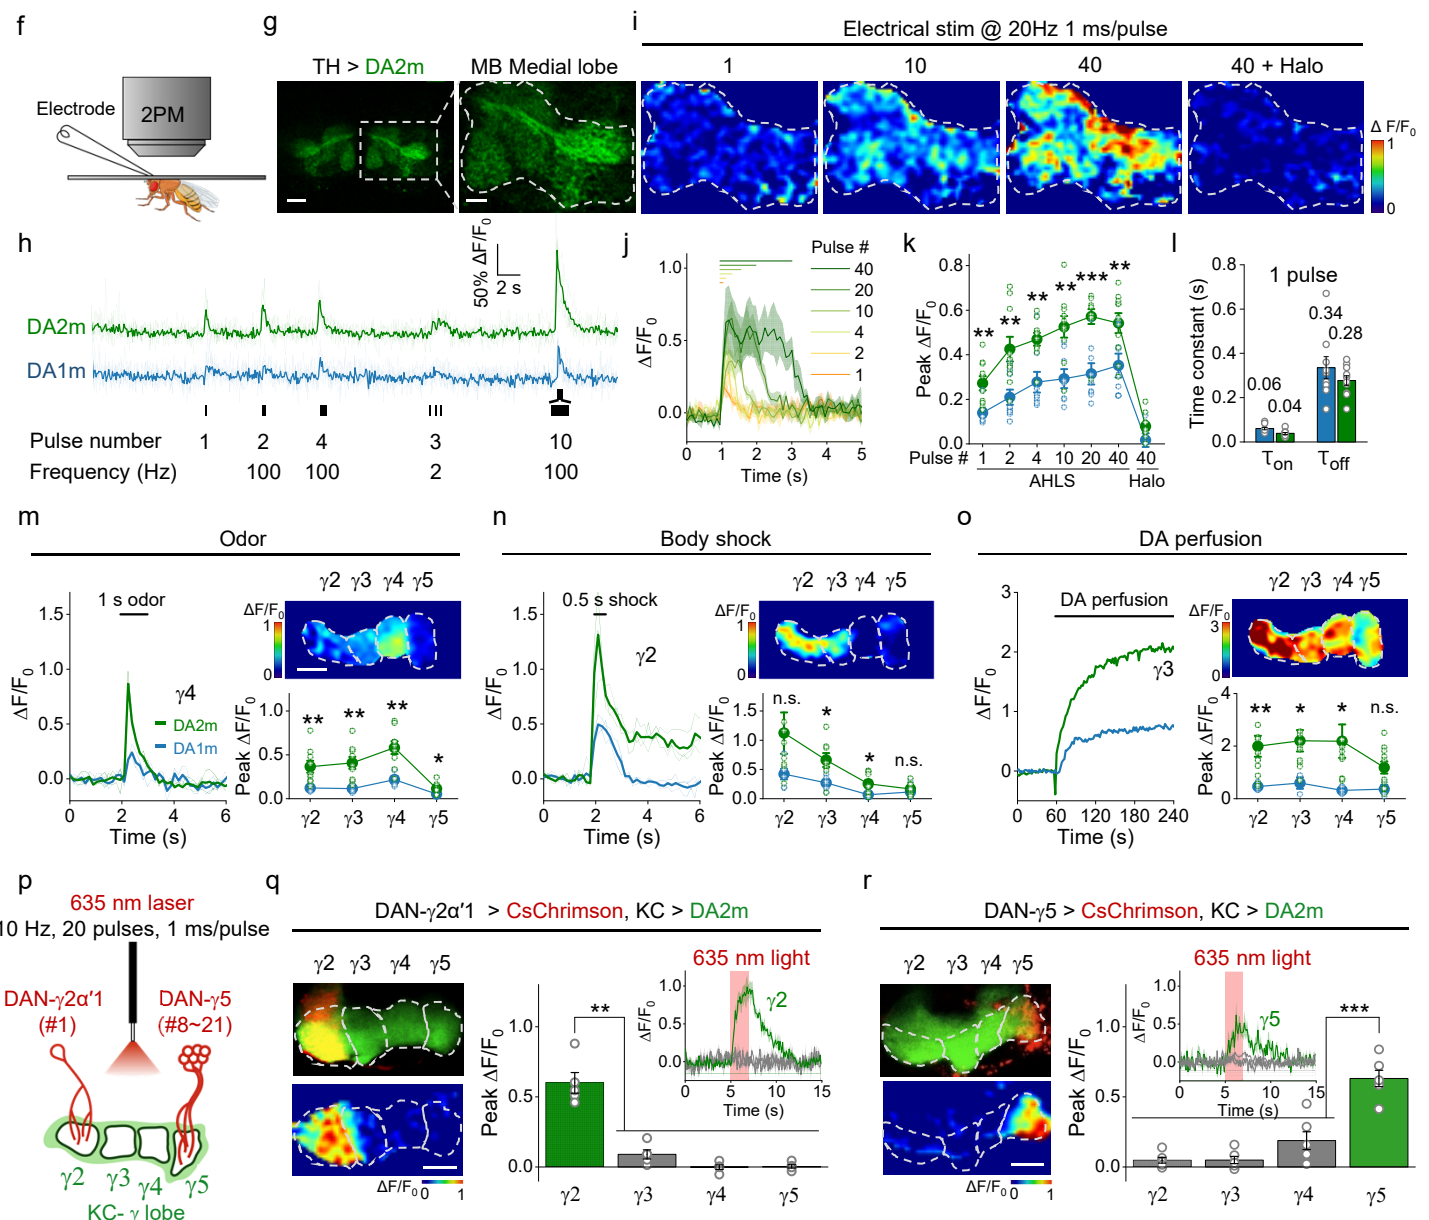 f
Electrode
2PM
g
TH > DA2m
MB Medial lobe
i
Electrical stim @ 20Hz 1 ms/pulse
1
10
40
40 + Halo
Δ F/F0
1
0
h
50% ΔF/F0
2 s
DA2m
DA1m
Pulse number
1
2
4
3
10
Frequency (Hz)
100
100
2
100
j
Pulse #
40
20
10
4
2
1
ΔF/F0
1.0
0.5
0.0
0 1 2 3 4 5
Time (s)
k
Peak ΔF/F0
0.8
0.6
0.4
0.2
0.0
** ** ** ** *** **
Pulse # 1 2 4 10 20 40 40
AHLS
Halo
l
Time constant (s)
0.8
0.6
0.4
0.2
0.0
1 pulse
0.06
0.04
0.34
0.28
τon
τoff
m
Odor
1 s odor
ΔF/F0
1.5
1.0
0.5
0.0
γ4
DA2m
DA1m
0 2 4 6
Time (s)
γ2 γ3 γ4 γ5
ΔF/F0
1
0
Peak ΔF/F0
1.0
0.5
0.0
** ** ** *
γ2 γ3 γ4 γ5
n
Body shock
0.5 s shock
ΔF/F0
1.5
1.0
0.5
0.0
γ2
0 2 4 6
Time (s)
γ2 γ3 γ4 γ5
ΔF/F0
1
0
Peak ΔF/F0
1.5
1.0
0.5
0.0
n.s. * * n.s.
γ2 γ3 γ4 γ5
o
DA perfusion
DA perfusion
ΔF/F0
3
2
1
0
γ3
0 60 120 180 240
Time (s)
γ2 γ3 γ4 γ5
ΔF/F0
3
0
Peak ΔF/F0
4
2
0
** * * n.s.
γ2 γ3 γ4 γ5
p
635 nm laser
10 Hz, 20 pulses, 1 ms/pulse
DAN-γ2α′1
(#1)
DAN-γ5
(#8~21)
γ2 γ3 γ4 γ5
KC- γ lobe
q
DAN-γ2α′1 > CsChrimson, KC > DA2m
γ2 γ3 γ4 γ5
ΔF/F0 0 1
Peak ΔF/F0
1.0
0.5
0.0
**
γ2 γ3 γ4 γ5
635 nm light
ΔF/F0
1.0
0.5
0.0
γ2
0 5 10 15
Time (s)
r
DAN-γ5 > CsChrimson, KC > DA2m
γ2 γ3 γ4 γ5
ΔF/F0 0 1
Peak ΔF/F0
1.0
0.5
0.0
***
γ2 γ3 γ4 γ5
635 nm light
ΔF/F0
1.0
0.5
0.0
γ5
0 5 10 15
Time (s)